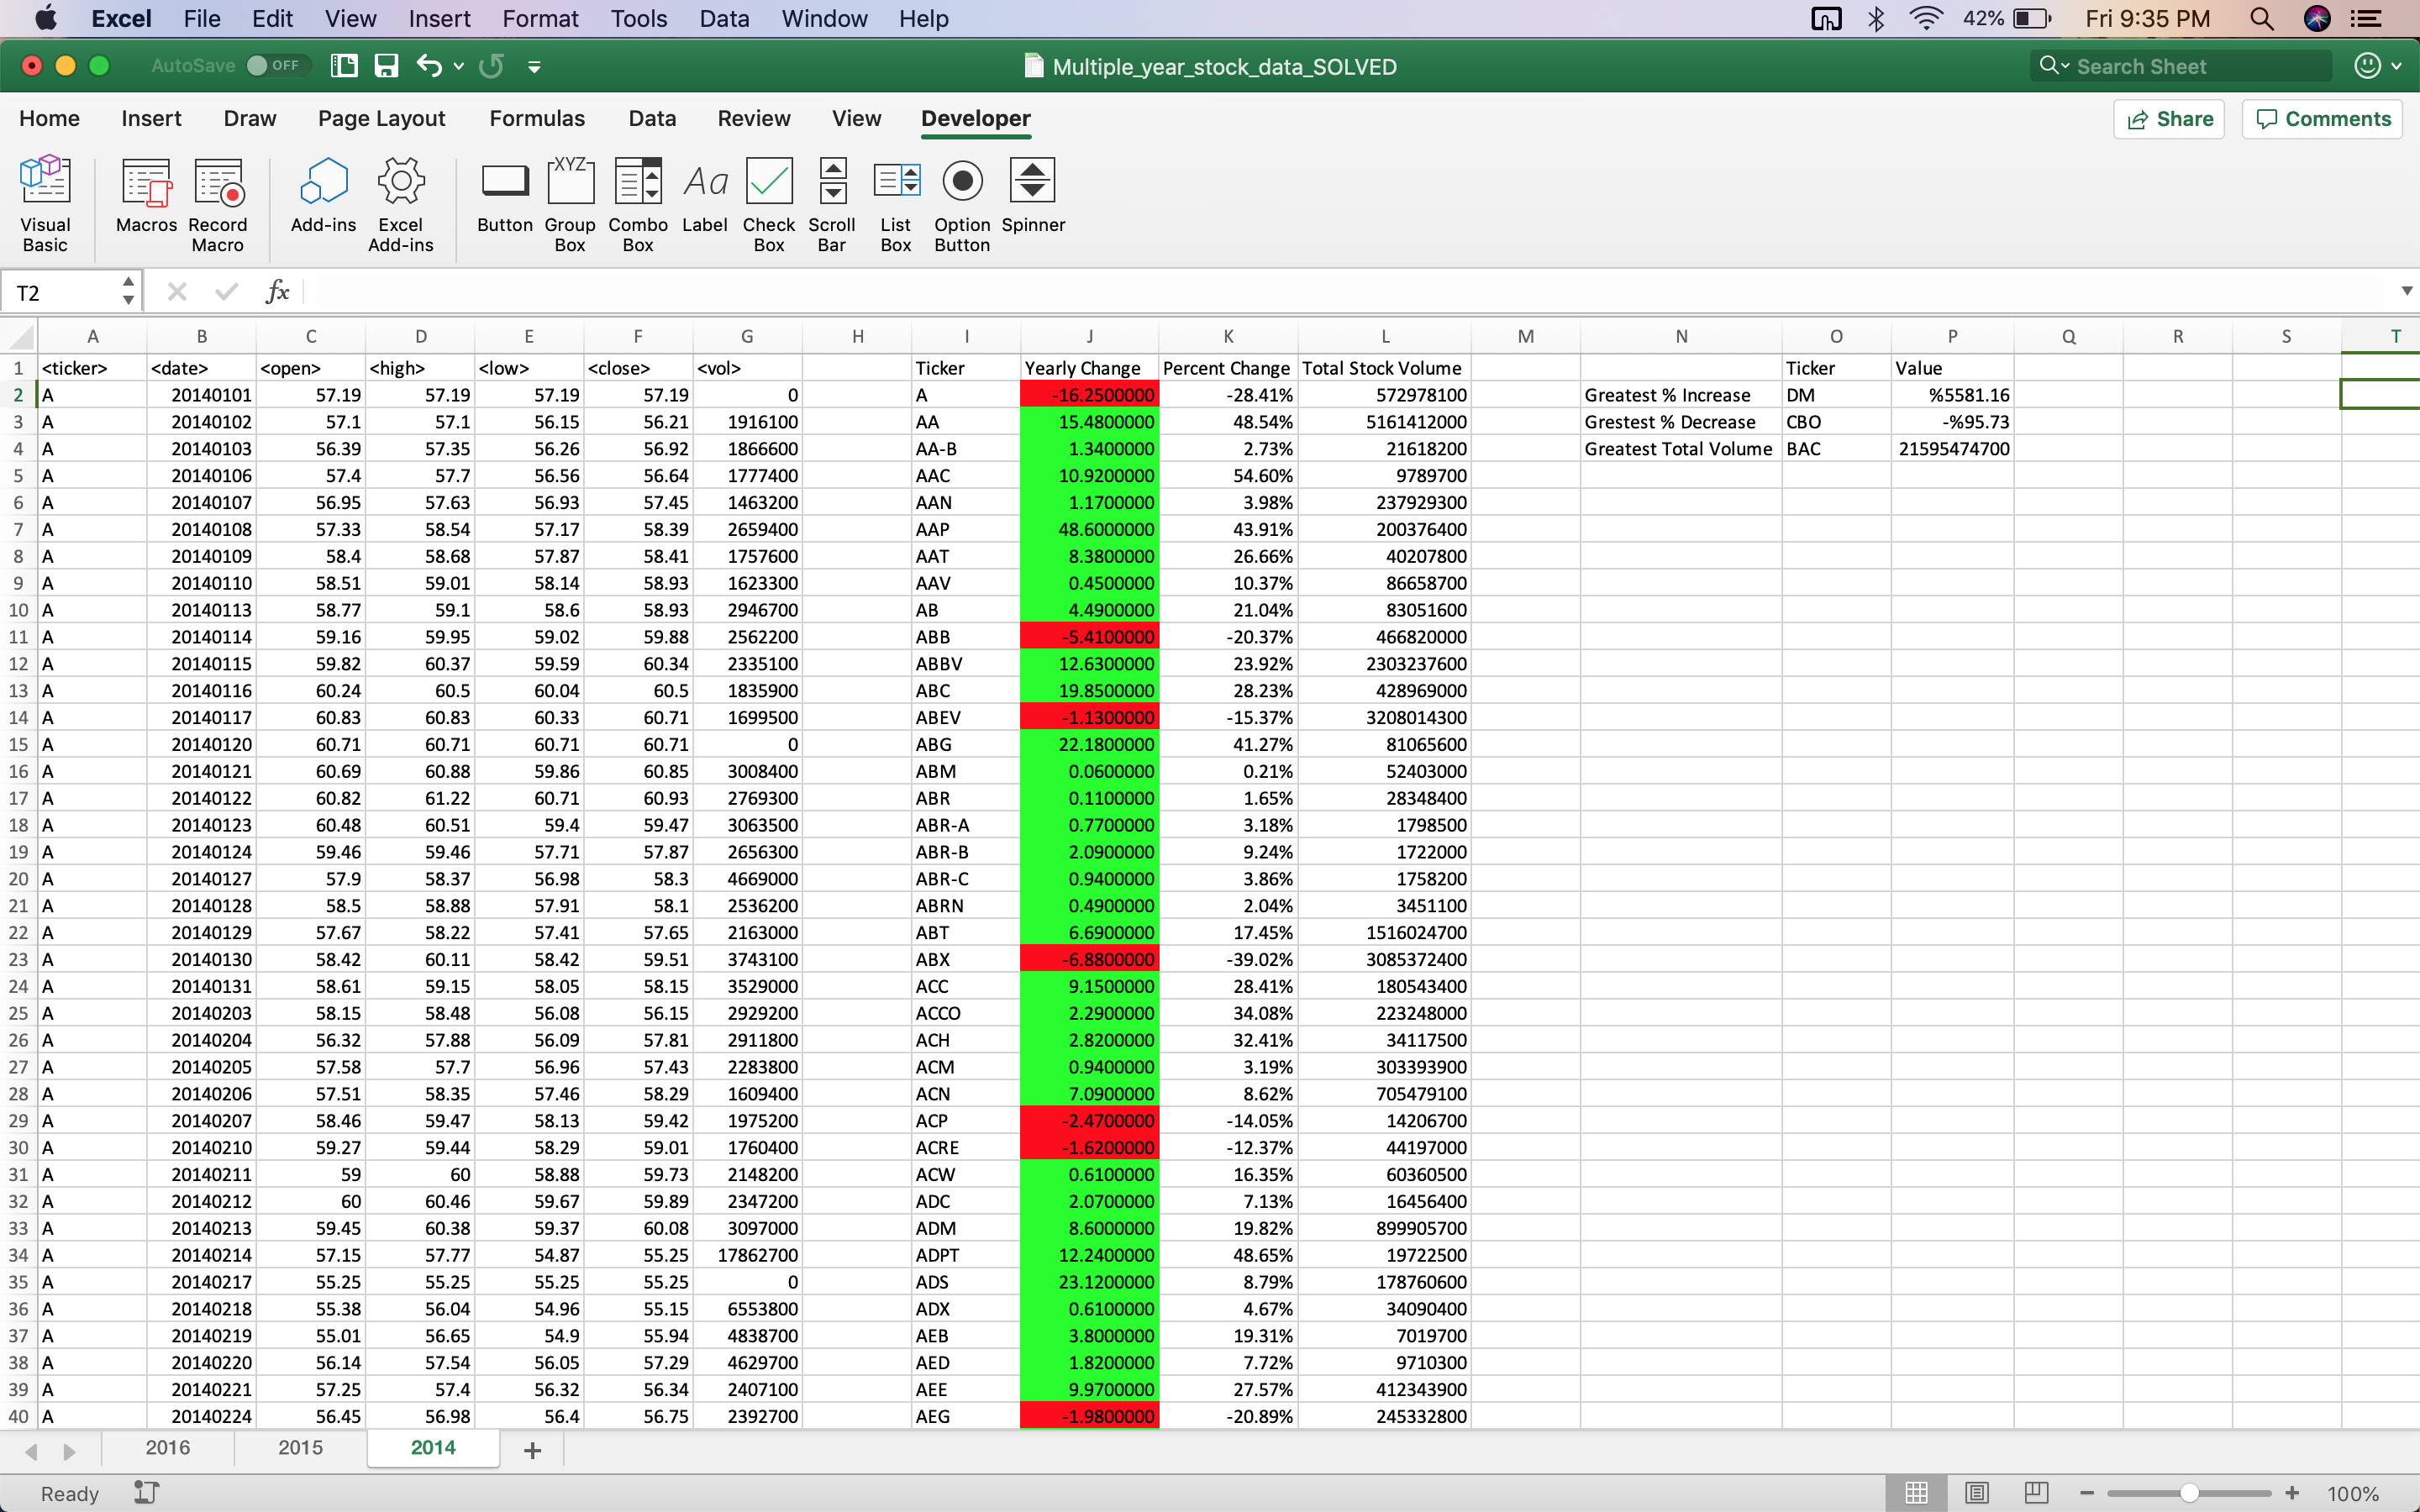 Excel File Edit View Insert Format Tools Data Window Help 42% Fri 9:35 PM
AutoSave OFF Multiple_year_stock_data_SOLVED Search Sheet
Home Insert Draw Page Layout Formulas Data Review View Developer Share Comments
XYZ Aa
Visual Basic Macros Record Macro Add-ins Excel Add-ins Button Group Box Combo Box Label Check Box Scroll Bar List Box Option Button Spinner
T2 fx
A B C D E F G H I J K L M N O P Q R S T
1 <ticker> <date> <open> <high> <low> <close> <vol> Ticker Yearly Change Percent Change Total Stock Volume Ticker Value
2 A 20140101 57.19 57.19 57.19 57.19 0 A -16.2500000 -28.41% 572978100 Greatest % Increase DM %5581.16
3 A 20140102 57.1 57.1 56.15 56.21 1916100 AA 15.4800000 48.54% 5161412000 Grestest % Decrease CBO -%95.73
4 A 20140103 56.39 57.35 56.26 56.92 1866600 AA-B 1.3400000 2.73% 21618200 Greatest Total Volume BAC 21595474700
5 A 20140106 57.4 57.7 56.56 56.64 1777400 AAC 10.9200000 54.60% 9789700
6 A 20140107 56.95 57.63 56.93 57.45 1463200 AAN 1.1700000 3.98% 237929300
7 A 20140108 57.33 58.54 57.17 58.39 2659400 AAP 48.6000000 43.91% 200376400
8 A 20140109 58.4 58.68 57.87 58.41 1757600 AAT 8.3800000 26.66% 40207800
9 A 20140110 58.51 59.01 58.14 58.93 1623300 AAV 0.4500000 10.37% 86658700
10 A 20140113 58.77 59.1 58.6 58.93 2946700 AB 4.4900000 21.04% 83051600
11 A 20140114 59.16 59.95 59.02 59.88 2562200 ABB -5.4100000 -20.37% 466820000
12 A 20140115 59.82 60.37 59.59 60.34 2335100 ABBV 12.6300000 23.92% 2303237600
13 A 20140116 60.24 60.5 60.04 60.5 1835900 ABC 19.8500000 28.23% 428969000
14 A 20140117 60.83 60.83 60.33 60.71 1699500 ABEV -1.1300000 -15.37% 3208014300
15 A 20140120 60.71 60.71 60.71 60.71 0 ABG 22.1800000 41.27% 81065600
16 A 20140121 60.69 60.88 59.86 60.85 3008400 ABM 0.0600000 0.21% 52403000
17 A 20140122 60.82 61.22 60.71 60.93 2769300 ABR 0.1100000 1.65% 28348400
18 A 20140123 60.48 60.51 59.4 59.47 3063500 ABR-A 0.7700000 3.18% 1798500
19 A 20140124 59.46 59.46 57.71 57.87 2656300 ABR-B 2.0900000 9.24% 1722000
20 A 20140127 57.9 58.37 56.98 58.3 4669000 ABR-C 0.9400000 3.86% 1758200
21 A 20140128 58.5 58.88 57.91 58.1 2536200 ABRN 0.4900000 2.04% 3451100
22 A 20140129 57.67 58.22 57.41 57.65 2163000 ABT 6.6900000 17.45% 1516024700
23 A 20140130 58.42 60.11 58.42 59.51 3743100 ABX -6.8800000 -39.02% 3085372400
24 A 20140131 58.61 59.15 58.05 58.15 3529000 ACC 9.1500000 28.41% 180543400
25 A 20140203 58.15 58.48 56.08 56.15 2929200 ACCO 2.2900000 34.08% 223248000
26 A 20140204 56.32 57.88 56.09 57.81 2911800 ACH 2.8200000 32.41% 34117500
27 A 20140205 57.58 57.7 56.96 57.43 2283800 ACM 0.9400000 3.19% 303393900
28 A 20140206 57.51 58.35 57.46 58.29 1609400 ACN 7.0900000 8.62% 705479100
29 A 20140207 58.46 59.47 58.13 59.42 1975200 ACP -2.4700000 -14.05% 14206700
30 A 20140210 59.27 59.44 58.29 59.01 1760400 ACRE -1.6200000 -12.37% 44197000
31 A 20140211 59 60 58.88 59.73 2148200 ACW 0.6100000 16.35% 60360500
32 A 20140212 60 60.46 59.67 59.89 2347200 ADC 2.0700000 7.13% 16456400
33 A 20140213 59.45 60.38 59.37 60.08 3097000 ADM 8.6000000 19.82% 899905700
34 A 20140214 57.15 57.77 54.87 55.25 17862700 ADPT 12.2400000 48.65% 19722500
35 A 20140217 55.25 55.25 55.25 55.25 0 ADS 23.1200000 8.79% 178760600
36 A 20140218 55.38 56.04 54.96 55.15 6553800 ADX 0.6100000 4.67% 34090400
37 A 20140219 55.01 56.65 54.9 55.94 4838700 AEB 3.8000000 19.31% 7019700
38 A 20140220 56.14 57.54 56.05 57.29 4629700 AED 1.8200000 7.72% 9710300
39 A 20140221 57.25 57.4 56.32 56.34 2407100 AEE 9.9700000 27.57% 412343900
40 A 20140224 56.45 56.98 56.4 56.75 2392700 AEG -1.9800000 -20.89% 245332800
2016 2015 2014 +
Ready 100%